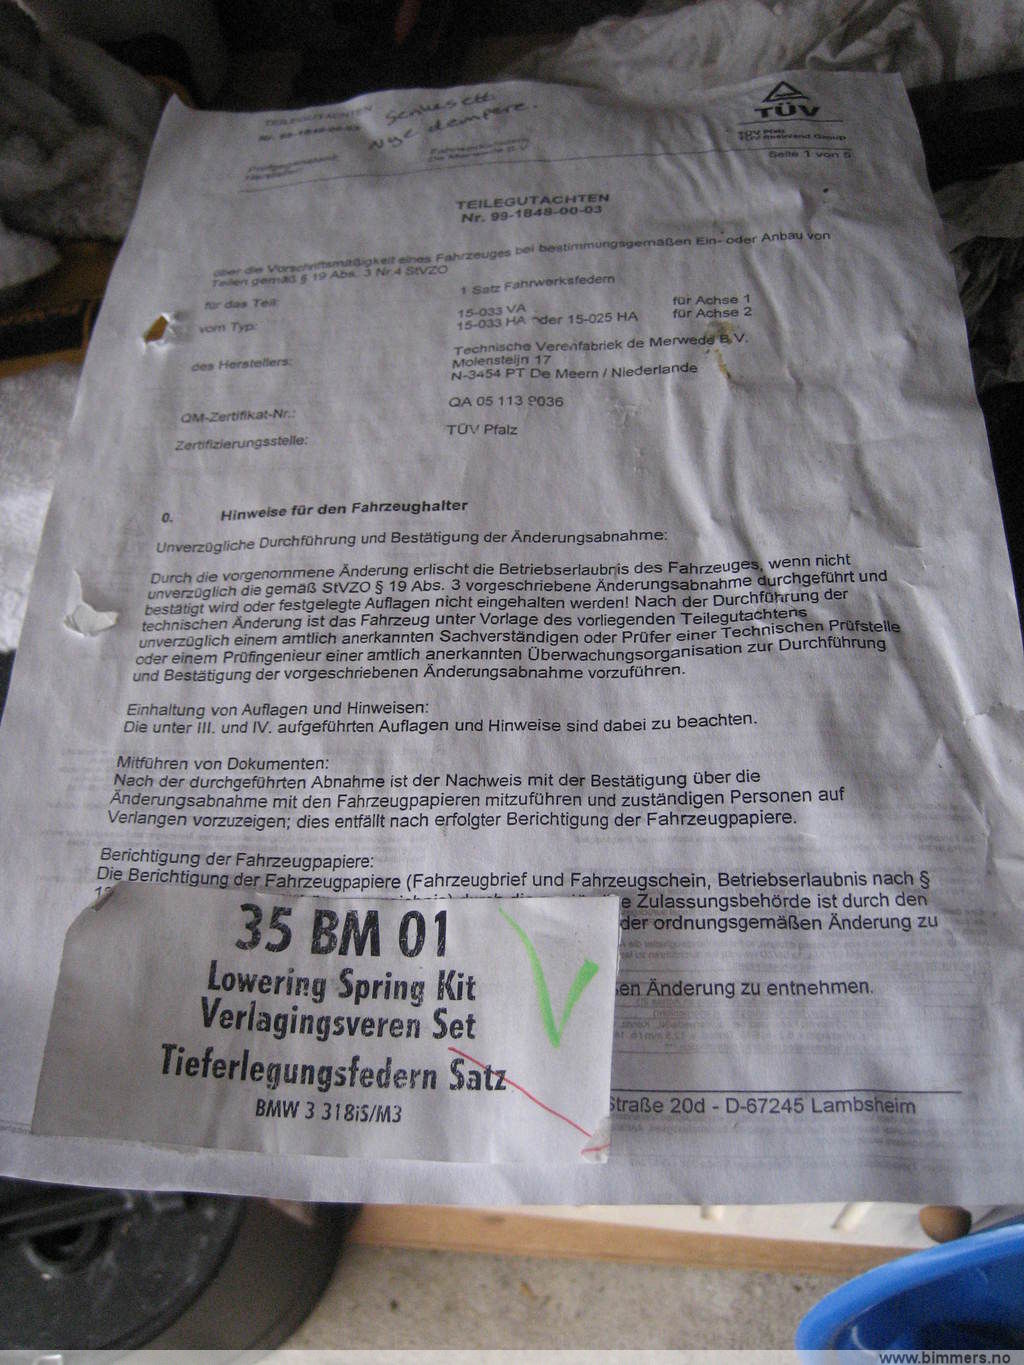 TEILEGUTACHTEN
Nr. 99-1848-00-03
Nye dempere.
TÜV
TÜV Pfalz
TÜV Rheinland Group
Seite 1 von 5
TEILEGUTACHTEN
Nr. 99-1848-00-03
über die Vorschriftsmäßigkeit eines Fahrzeuges bei bestimmungsgemäßen Ein- oder Anbau von
Teilen gemäß § 19 Abs. 3 Nr.4 StVZO
für das Teil: 1 Satz Fahrwerksfedern
vom Typ: 15-033 VA für Achse 1
15-033 HA oder 15-025 HA für Achse 2
des Herstellers: Technische Verenfabriek de Merwede B.V.
Molensteijn 17
N-3454 PT De Meern / Niederlande
QM-Zertifikat-Nr.: QA 05 113 9036
Zertifizierungsstelle: TÜV Pfalz
0. Hinweise für den Fahrzeughalter
Unverzügliche Durchführung und Bestätigung der Änderungsabnahme:
Durch die vorgenommene Änderung erlischt die Betriebserlaubnis des Fahrzeuges, wenn nicht
unverzüglich die gemäß StVZO § 19 Abs. 3 vorgeschriebene Änderungsabnahme durchgeführt und
bestätigt wird oder festgelegte Auflagen nicht eingehalten werden! Nach der Durchführung der
technischen Änderung ist das Fahrzeug unter Vorlage des vorliegenden Teilegutachtens
unverzüglich einem amtlich anerkannten Sachverständigen oder Prüfer einer Technischen Prüfstelle
oder einem Prüfingenieur einer amtlich anerkannten Überwachungsorganisation zur Durchführung
und Bestätigung der vorgeschriebenen Änderungsabnahme vorzuführen.
Einhaltung von Auflagen und Hinweisen:
Die unter III. und IV. aufgeführten Auflagen und Hinweise sind dabei zu beachten.
Mitführen von Dokumenten:
Nach der durchgeführten Abnahme ist der Nachweis mit der Bestätigung über die
Änderungsabnahme mit den Fahrzeugpapieren mitzuführen und zuständigen Personen auf
Verlangen vorzuzeigen; dies entfällt nach erfolgter Berichtigung der Fahrzeugpapiere.
Berichtigung der Fahrzeugpapiere:
Die Berichtigung der Fahrzeugpapiere (Fahrzeugbrief und Fahrzeugschein, Betriebserlaubnis nach §
Zulassungsbehörde ist durch den
der ordnungsgemäßen Änderung zu
en Änderung zu entnehmen.
Straße 20d - D-67245 Lambsheim
35 BM 01
Lowering Spring Kit
Verlagingsveren Set
Tieferlegungsfedern Satz
BMW 3 318iS/M3
www.bimmers.no